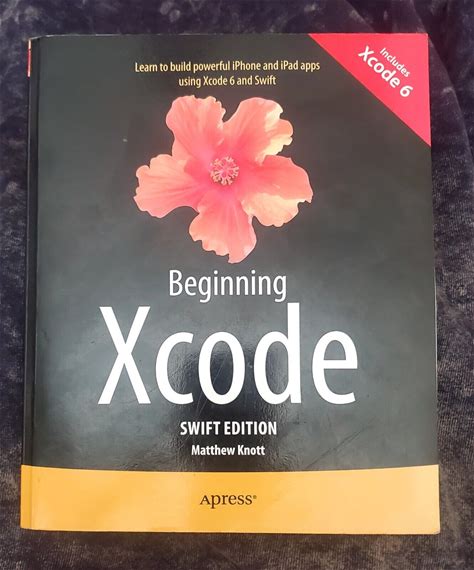 Learn to build powerful iPhone and iPad apps
using Xcode 6 and Swift
Includes
Xcode 6
Beginning
Xcode
SWIFT EDITION
Matthew Knott
Apress®